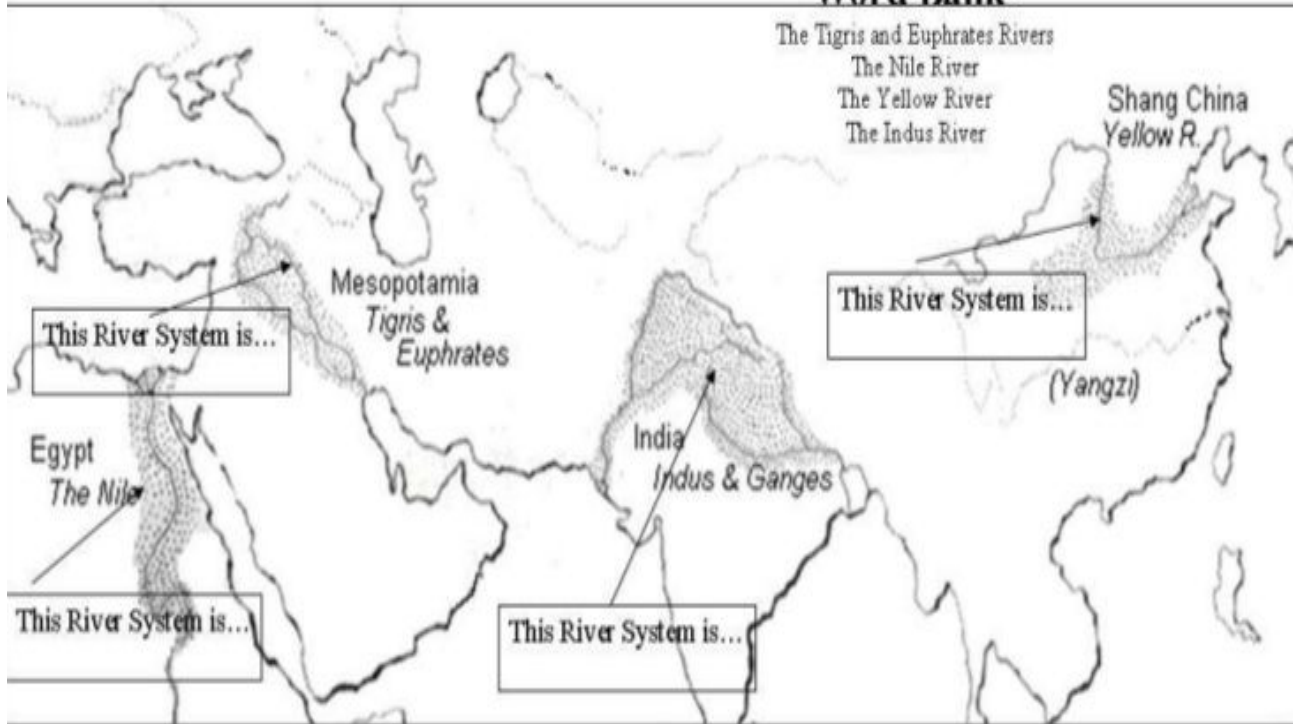 Word Bank
The Tigris and Euphrates Rivers
The Nile River
The Yellow River
The Indus River
Shang China
Yellow R.
Mesopotamia
Tigris &
Euphrates
This River System is...
This River System is...
(Yangzi)
Egypt
The Nile
India
Indus & Ganges
This River System is...
This River System is...